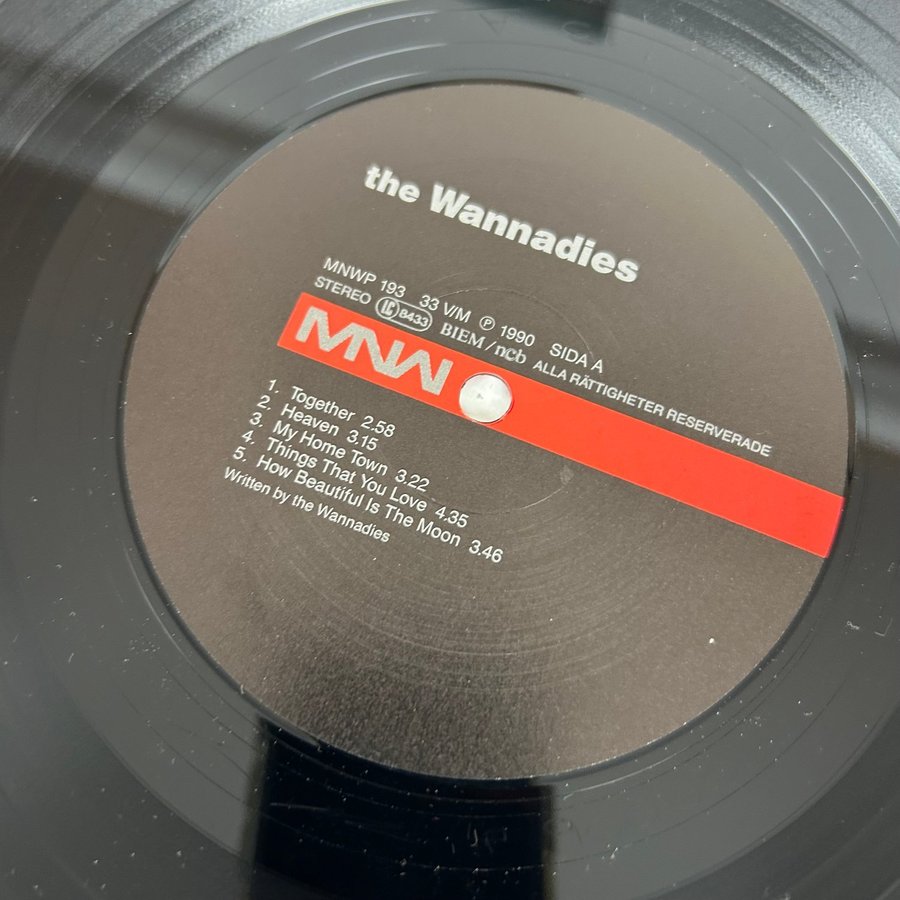 the Wannadies
MNWP 193 33 V/M Ⓟ 1990 SIDA A
STEREO LC 8433 BIEM/ncb ALLA RÄTTIGHETER RESERVERADE
MNW
1. Together 2.58
2. Heaven 3.15
3. My Home Town 3.22
4. Things That You Love 4.35
5. How Beautiful Is The Moon 3.46
Written by the Wannadies